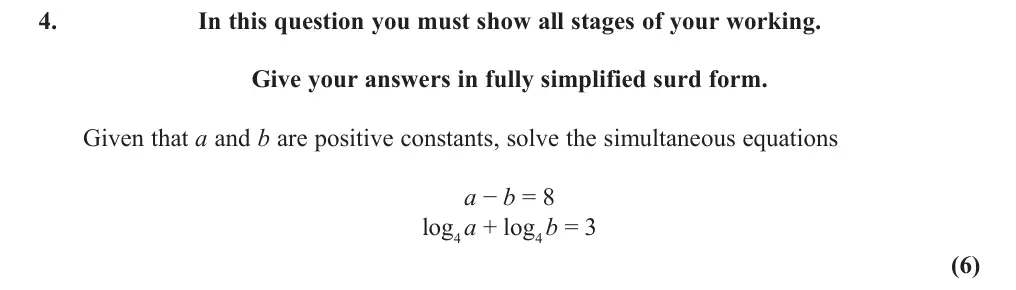 4. In this question you must show all stages of your working.
Give your answers in fully simplified surd form.
Given that a and b are positive constants, solve the simultaneous equations
a − b = 8
log₄ a + log₄ b = 3
(6)